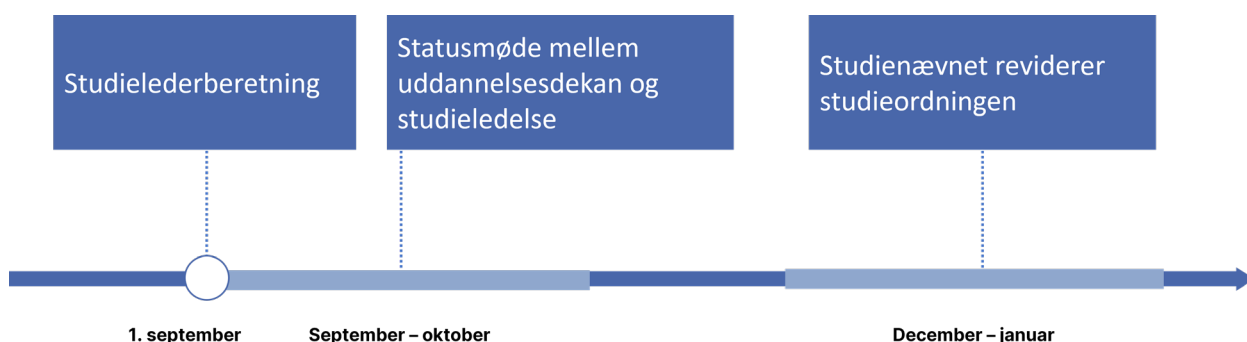 Studielederberetning
Statusmøde mellem
uddannelsesdekan og
studieledelse
Studienævnet reviderer
studieordningen
1. september
September – oktober
December – januar